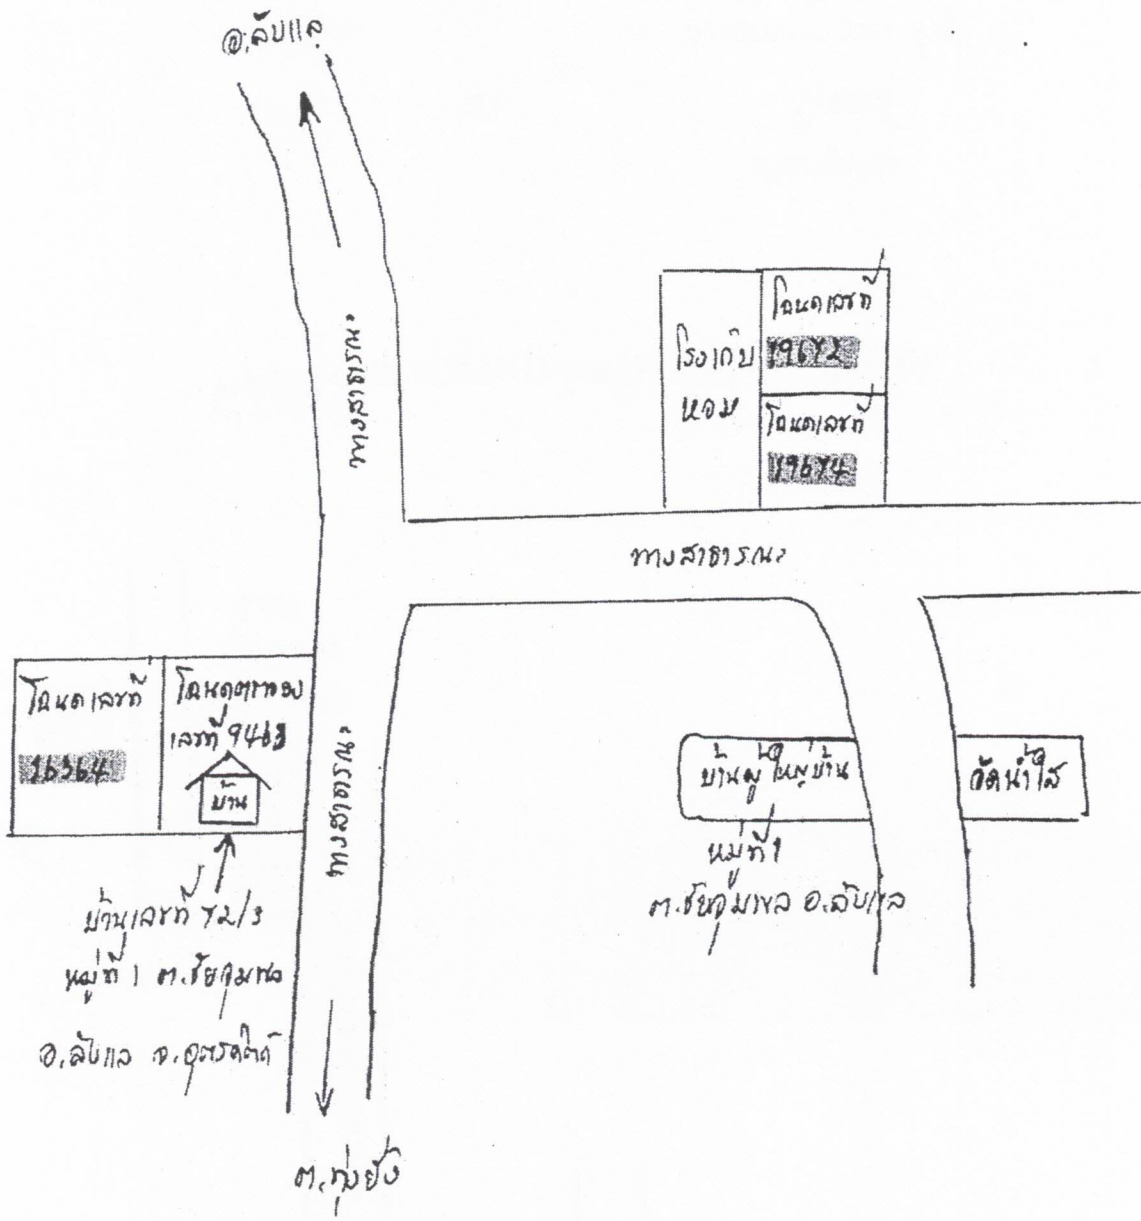 อ.ลับแล
ทางสาธารณะ
โฉนดเลขที่
19672
โรงเก็บ
หอม
โฉนดเลขที่
19674
ทางสาธารณะ
โฉนดเลขที่
16364
โฉนดตราจอง
เลขที่ 9463
บ้าน
ทางสาธารณะ
บ้านผู้ใหญ่บ้าน
วัดน้ำใส
หมู่ที่ 1
ต.ชัยจุมพล อ.ลับแล
บ้านเลขที่ 72/3
หมู่ที่ 1 ต.ชัยจุมพล
อ.ลับแล จ.อุตรดิตถ์
ต.ทุ่งยั้ง